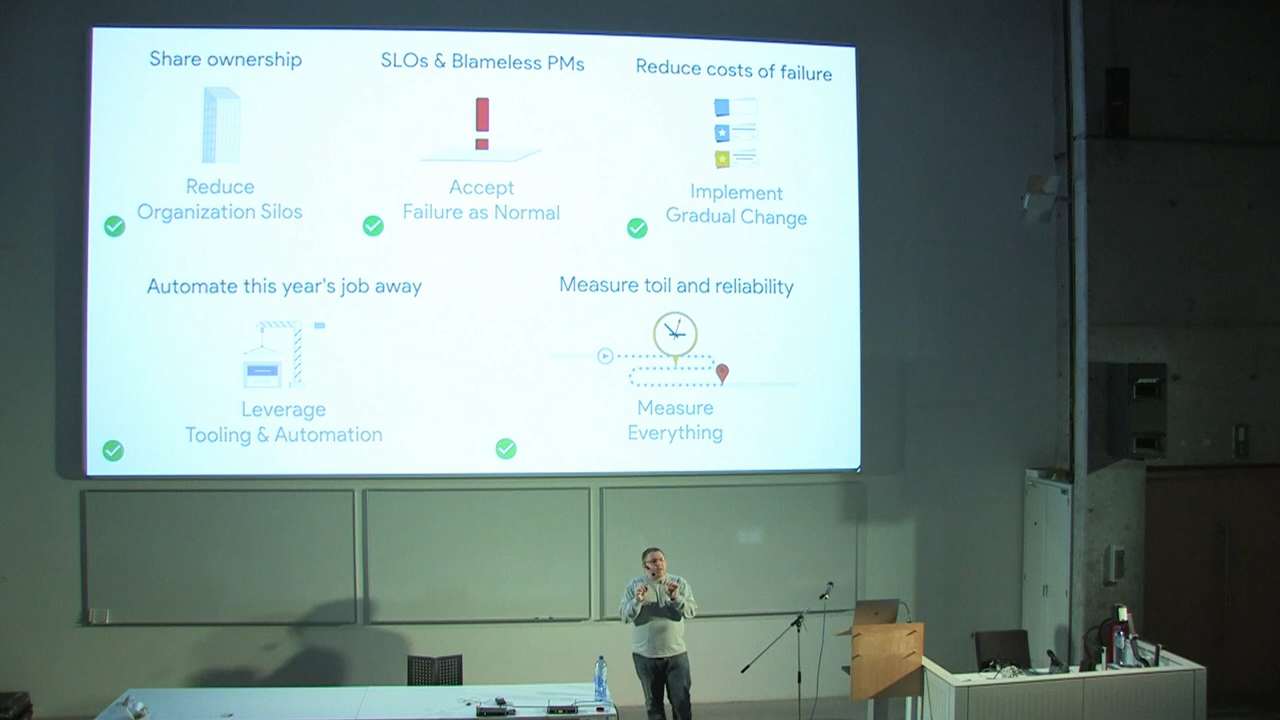 Share ownership
SLOs & Blameless PMs
Reduce costs of failure
Reduce
Organization Silos
Accept
Failure as Normal
Implement
Gradual Change
Automate this year's job away
Measure toil and reliability
Leverage
Tooling & Automation
Measure
Everything